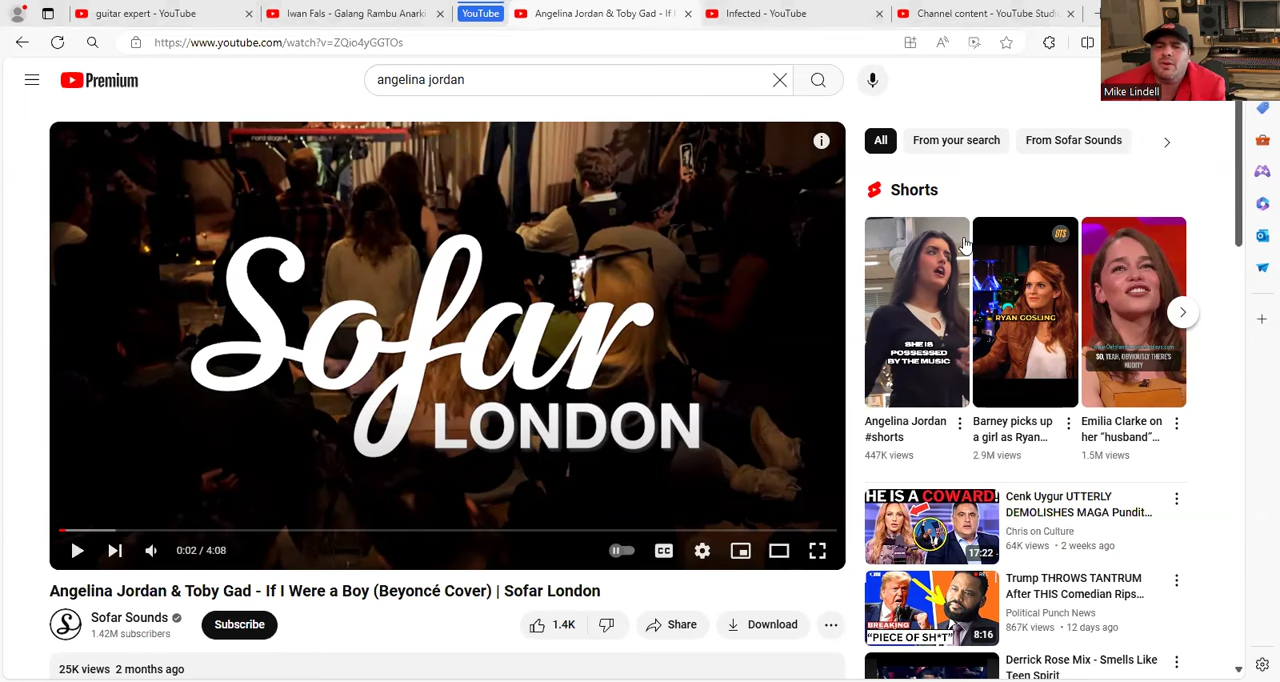 guitar expert - YouTube
Iwan Fals - Galang Rambu Anarki
YouTube
Angelina Jordan & Toby Gad - If I
Infected - YouTube
Channel content - YouTube Studi
https://www.youtube.com/watch?v=ZQio4yGGTOs
Mike Lindell
Premium
angelina jordan
Sofar
LONDON
0:02 / 4:08
CC
Angelina Jordan & Toby Gad - If I Were a Boy (Beyoncé Cover) | Sofar London
Sofar Sounds
1.42M subscribers
Subscribe
1.4K
Share
Download
25K views 2 months ago
All
From your search
From Sofar Sounds
Shorts
SHE IS
POSSESSED
BY THE MUSIC
RYAN GOSLING
SO, YEAH, OBVIOUSLY THERE'S
NUDITY
Angelina Jordan
#shorts
447K views
Barney picks up
a girl as Ryan...
2.9M views
Emilia Clarke on
her "husband"...
1.5M views
HE IS A COWARD!
17:22
Cenk Uygur UTTERLY
DEMOLISHES MAGA Pundit...
Chris on Culture
64K views • 2 weeks ago
BREAKING
"PIECE OF SH*T"
8:16
Trump THROWS TANTRUM
After THIS Comedian Rips...
Political Punch News
867K views • 12 days ago
Derrick Rose Mix - Smells Like
Teen Spirit